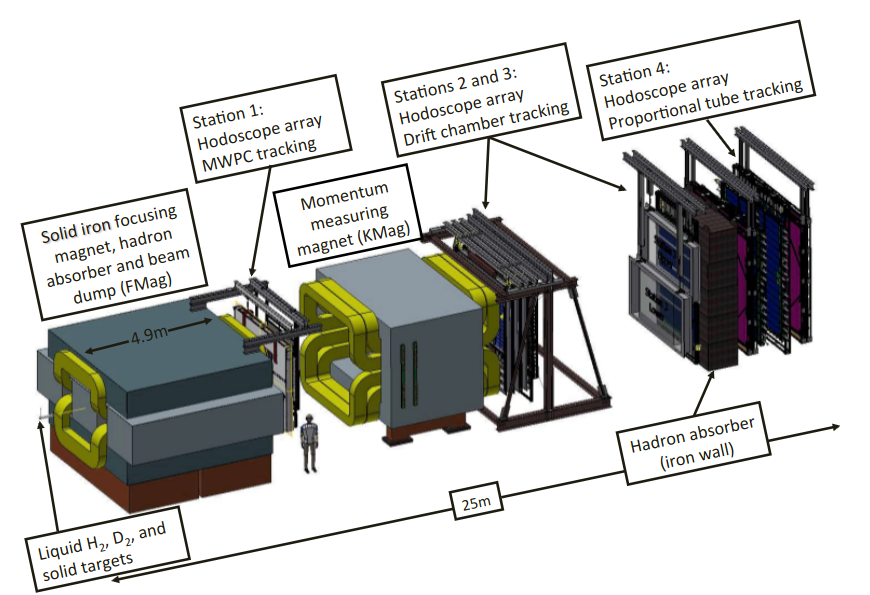 Station 4:
Hodoscope array
Proportional tube tracking
Stations 2 and 3:
Hodoscope array
Drift chamber tracking
Station 1:
Hodoscope array
MWPC tracking
Momentum
measuring
magnet (KMag)
Solid iron focusing
magnet, hadron
absorber and beam
dump (FMag)
4.9m
Hadron absorber
(iron wall)
25m
Liquid H₂, D₂, and
solid targets